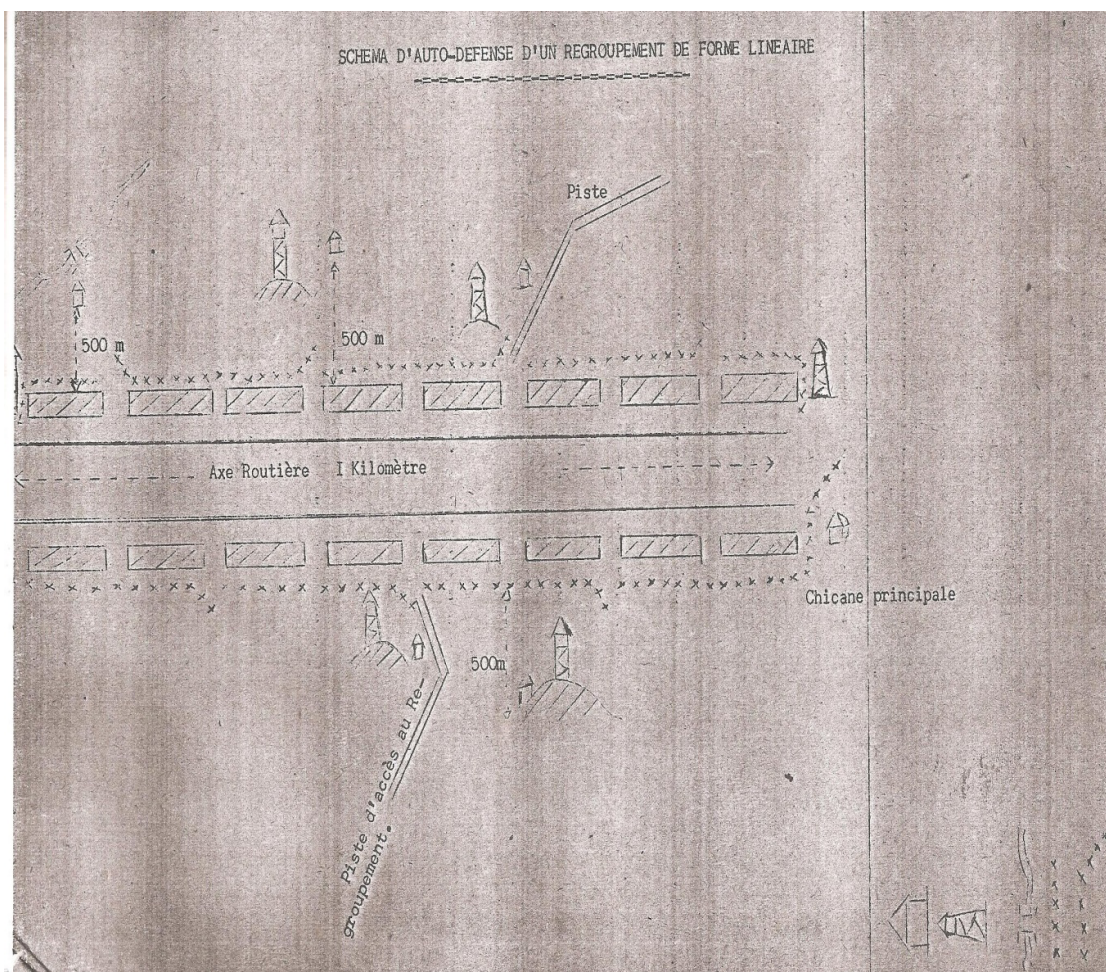 SCHEMA D'AUTO-DEFENSE D'UN REGROUPEMENT DE FORME LINEAIRE
Piste
500 m
500 m
Axe Routière I Kilomètre
Chicane principale
500m
Piste d'accès au Re-
groupement.